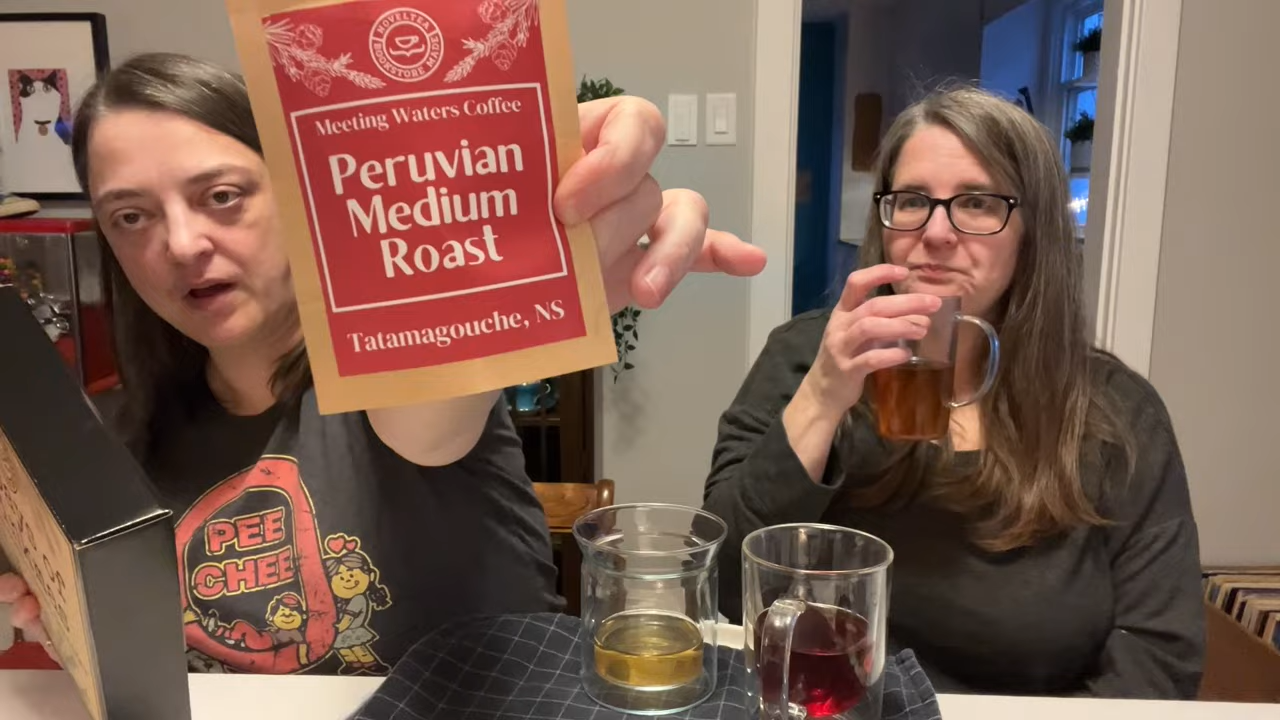 NOVELTEA
BOOKSTORE MADE
Meeting Waters Coffee
Peruvian
Medium
Roast
Tatamagouche, NS
PEE
CHEE